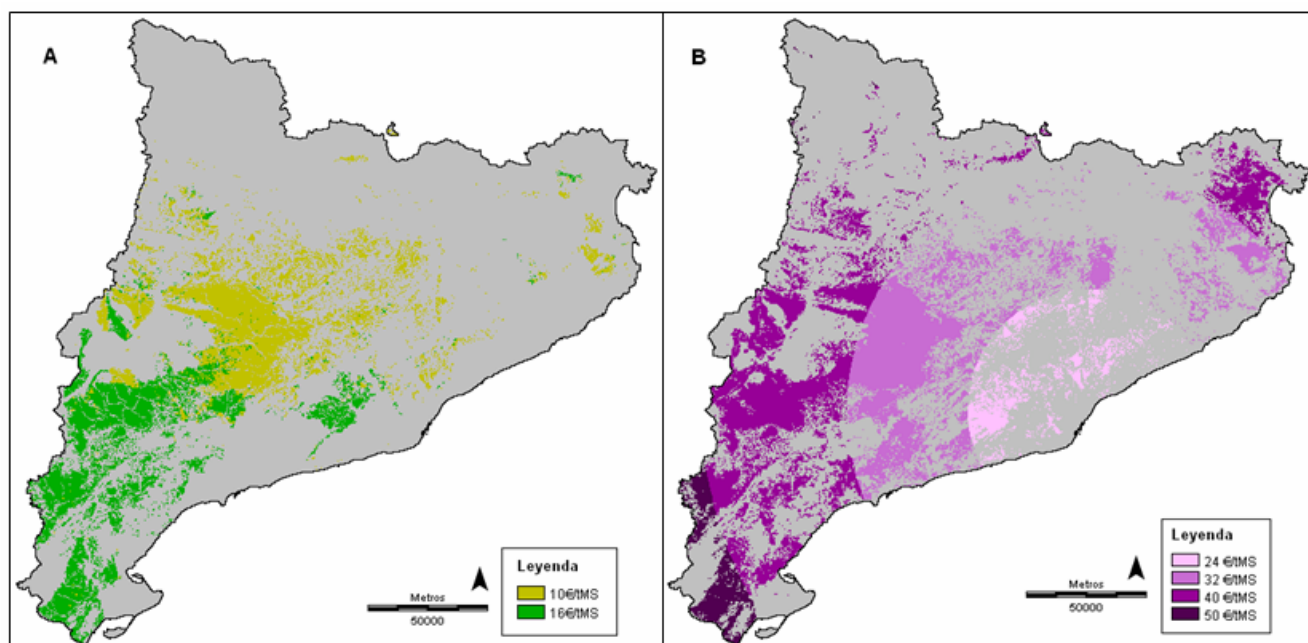 A
Leyenda
10€/tMS
16€/tMS
Metros
50000
B
Leyenda
24 €/tMS
32 €/tMS
40 €/tMS
50 €/tMS
Metros
50000